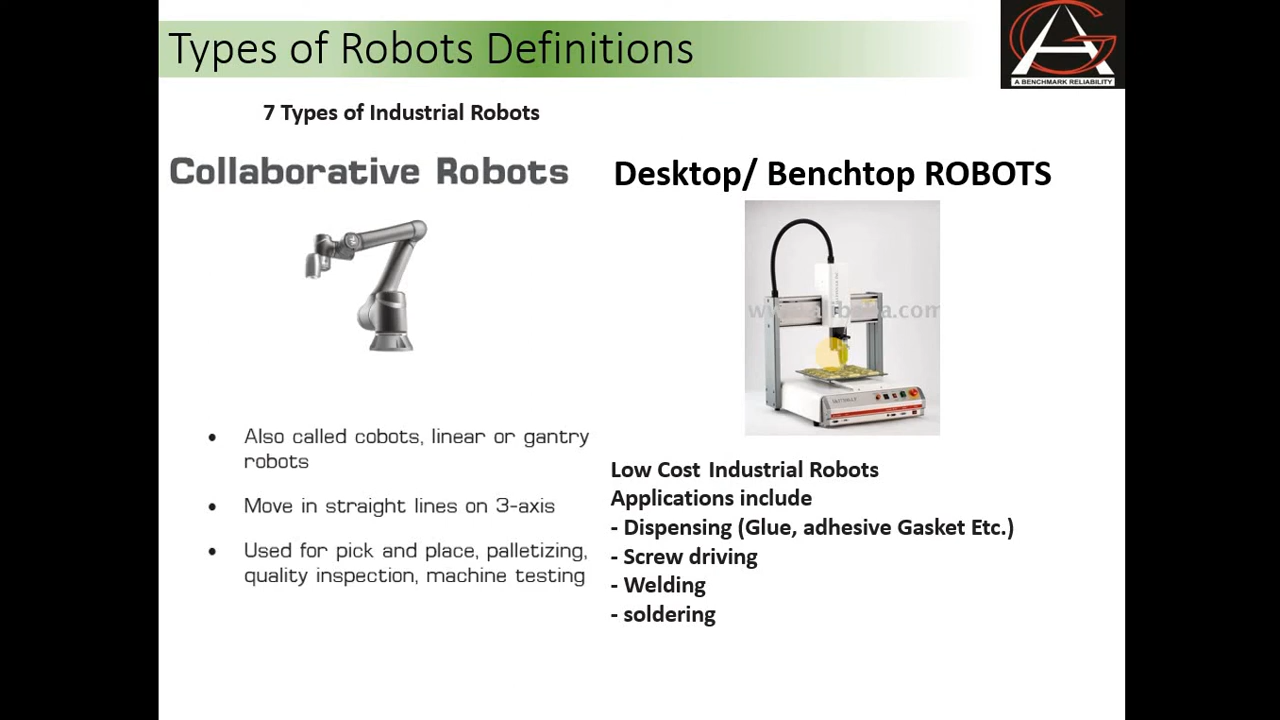 Types of Robots Definitions
A BENCHMARK RELIABILITY
7 Types of Industrial Robots
Collaborative Robots
Also called cobots, linear or gantry
robots
Move in straight lines on 3-axis
Used for pick and place, palletizing,
quality inspection, machine testing
Desktop/ Benchtop ROBOTS
Low Cost Industrial Robots
Applications include
- Dispensing (Glue, adhesive Gasket Etc.)
- Screw driving
- Welding
- soldering